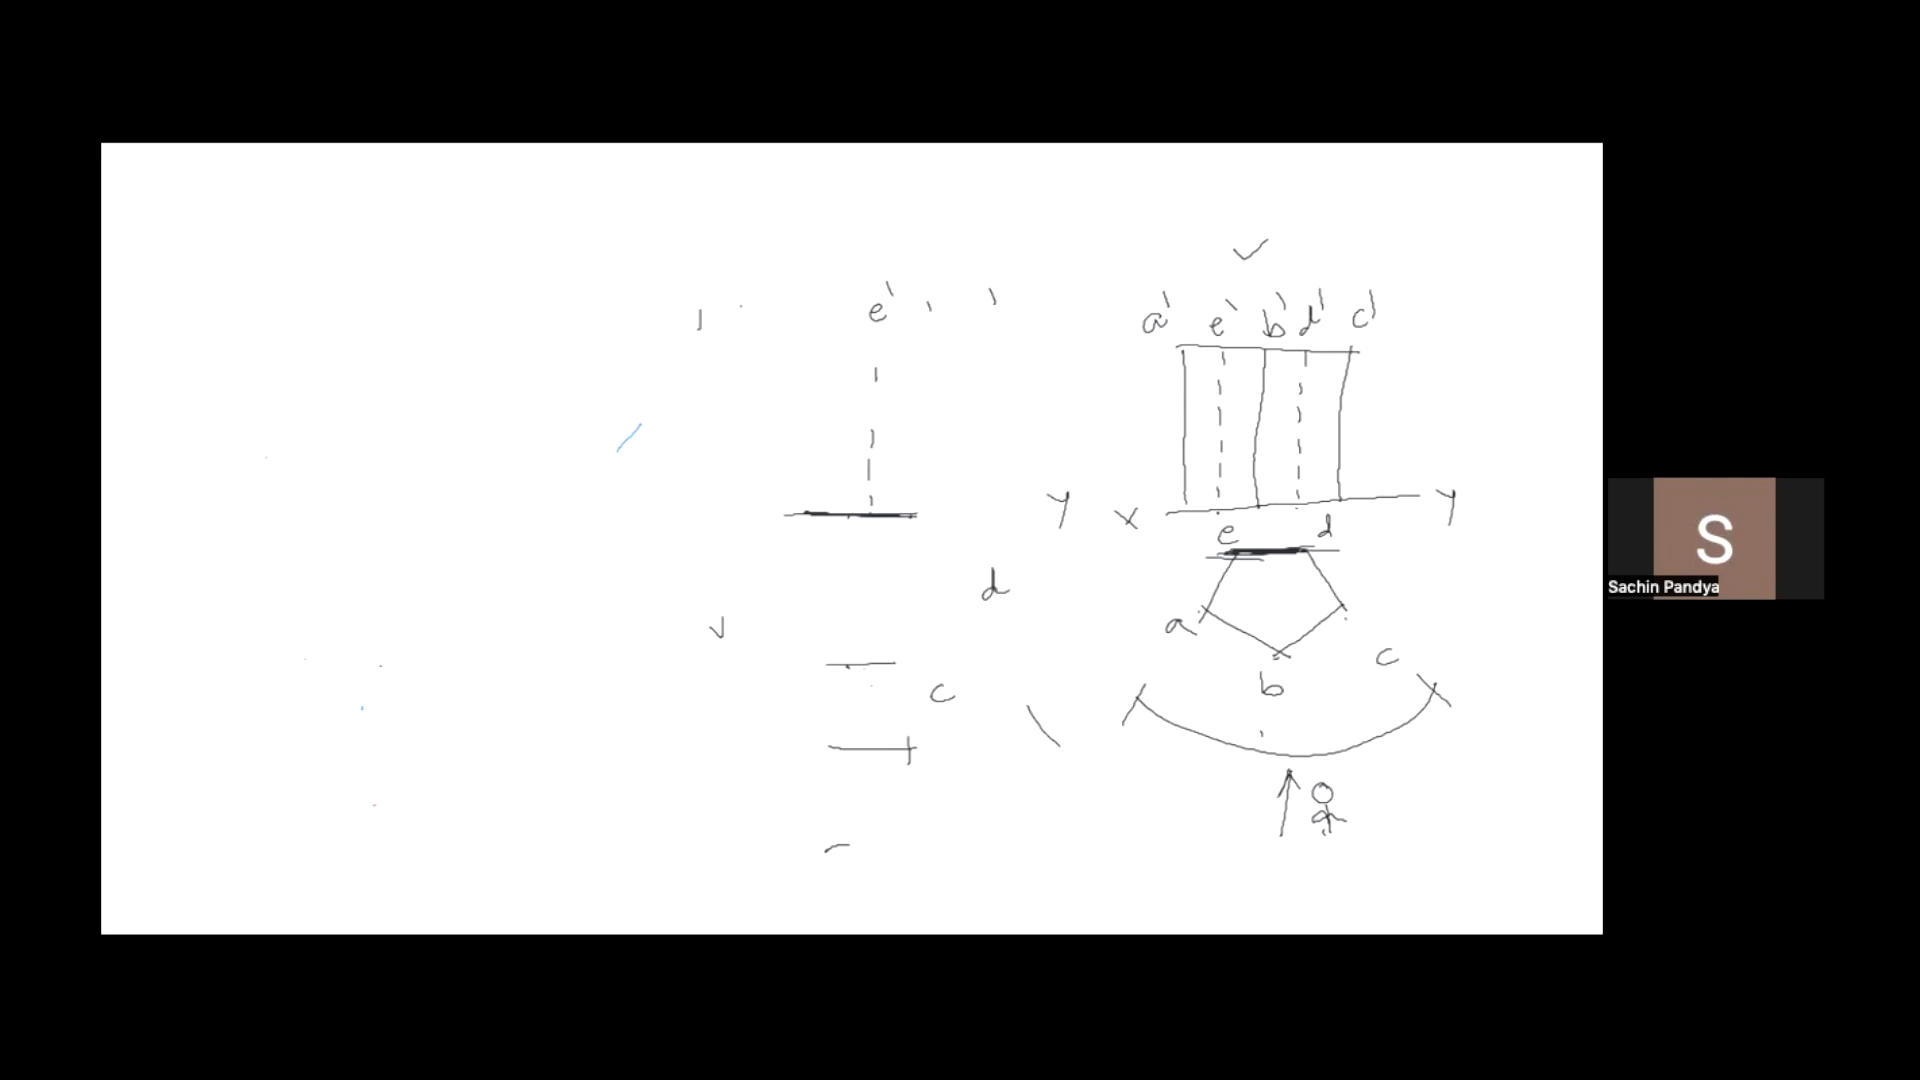 e'
a' e' b' d' c'
Y X Y
e d
d
a
c b c
S
Sachin Pandya